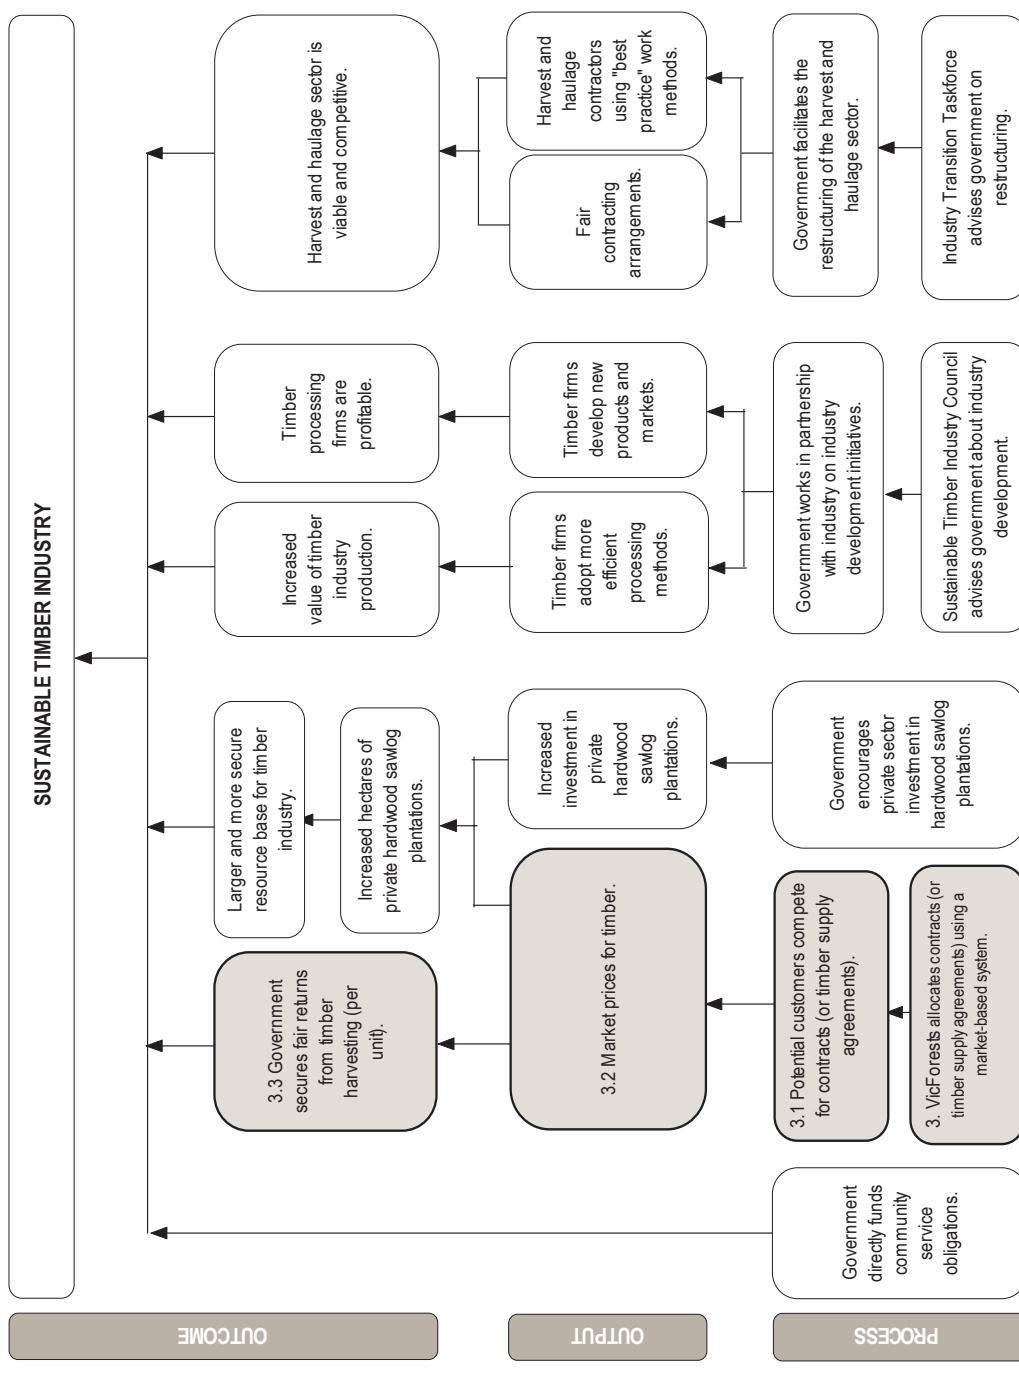 SUSTAINABLE TIMBER INDUSTRY
OUTCOME
3.3 Government
secures fair returns
from timber
harvesting (per
unit).
Larger and more secure
resource base for timber
industry.
Increased hectares of
private hardwood sawlog
plantations.
Increased
value of timber
industry
production.
Timber
processing
firms are
profitable.
Harvest and haulage sector is
viable and competitive.
OUTPUT
3.2 Market prices for timber.
Increased
investment in
private
hardwood
sawlog
plantations.
Timber firms
adopt more
efficient
processing
methods.
Timber firms
develop new
products and
markets.
Fair
contracting
arrangements.
Harvest and
haulage
contractors
using "best
practice" work
methods.
PROCESS
Government
directly funds
community
service
obligations.
3.1 Potential customers compete
for contracts (or timber supply
agreements).
3. VicForests allocates contracts (or
timber supply agreements) using a
market-based system.
Government
encourages
private sector
investment in
hardwood sawlog
plantations.
Government works in partnership
with industry on industry
development initiatives.
Sustainable Timber Industry Council
advises government about industry
development.
Government facilitates the
restructuring of the harvest and
haulage sector.
Industry Transition Taskforce
advises government on
restructuring.